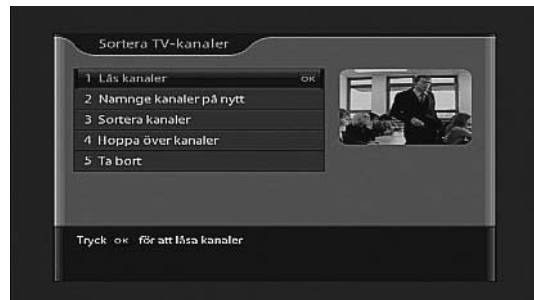 Sortera TV-kanaler
1 Lås kanaler OK
2 Namnge kanaler på nytt
3 Sortera kanaler
4 Hoppa över kanaler
5 Ta bort
Tryck OK för att låsa kanaler